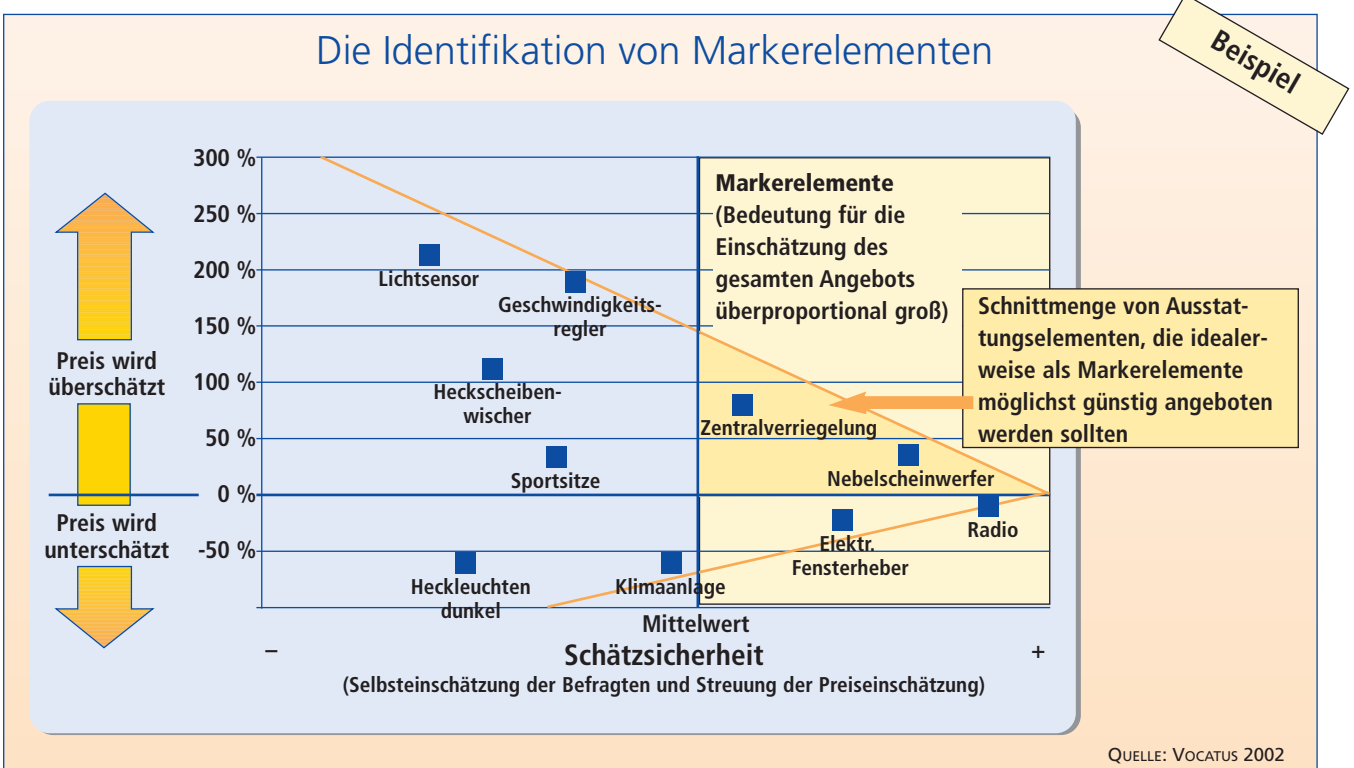 Die Identifikation von Markerelementen
Beispiel
300 %
250 %
200 %
150 %
100 %
50 %
0 %
-50 %
Preis wird
überschätzt
Preis wird
unterschätzt
Lichtsensor
Geschwindigkeits-
regler
Heckscheiben-
wischer
Sportsitze
Heckleuchten
dunkel
Klimaanlage
Markerelemente
(Bedeutung für die
Einschätzung des
gesamten Angebots
überproportional groß)
Zentralverriegelung
Nebelscheinwerfer
Radio
Elektr.
Fensterheber
Schnittmenge von Ausstat-
tungselementen, die idealer-
weise als Markerelemente
möglichst günstig angeboten
werden sollten
Mittelwert
–
Schätzsicherheit
+
(Selbsteinschätzung der Befragten und Streuung der Preiseinschätzung)
QUELLE: VOCATUS 2002